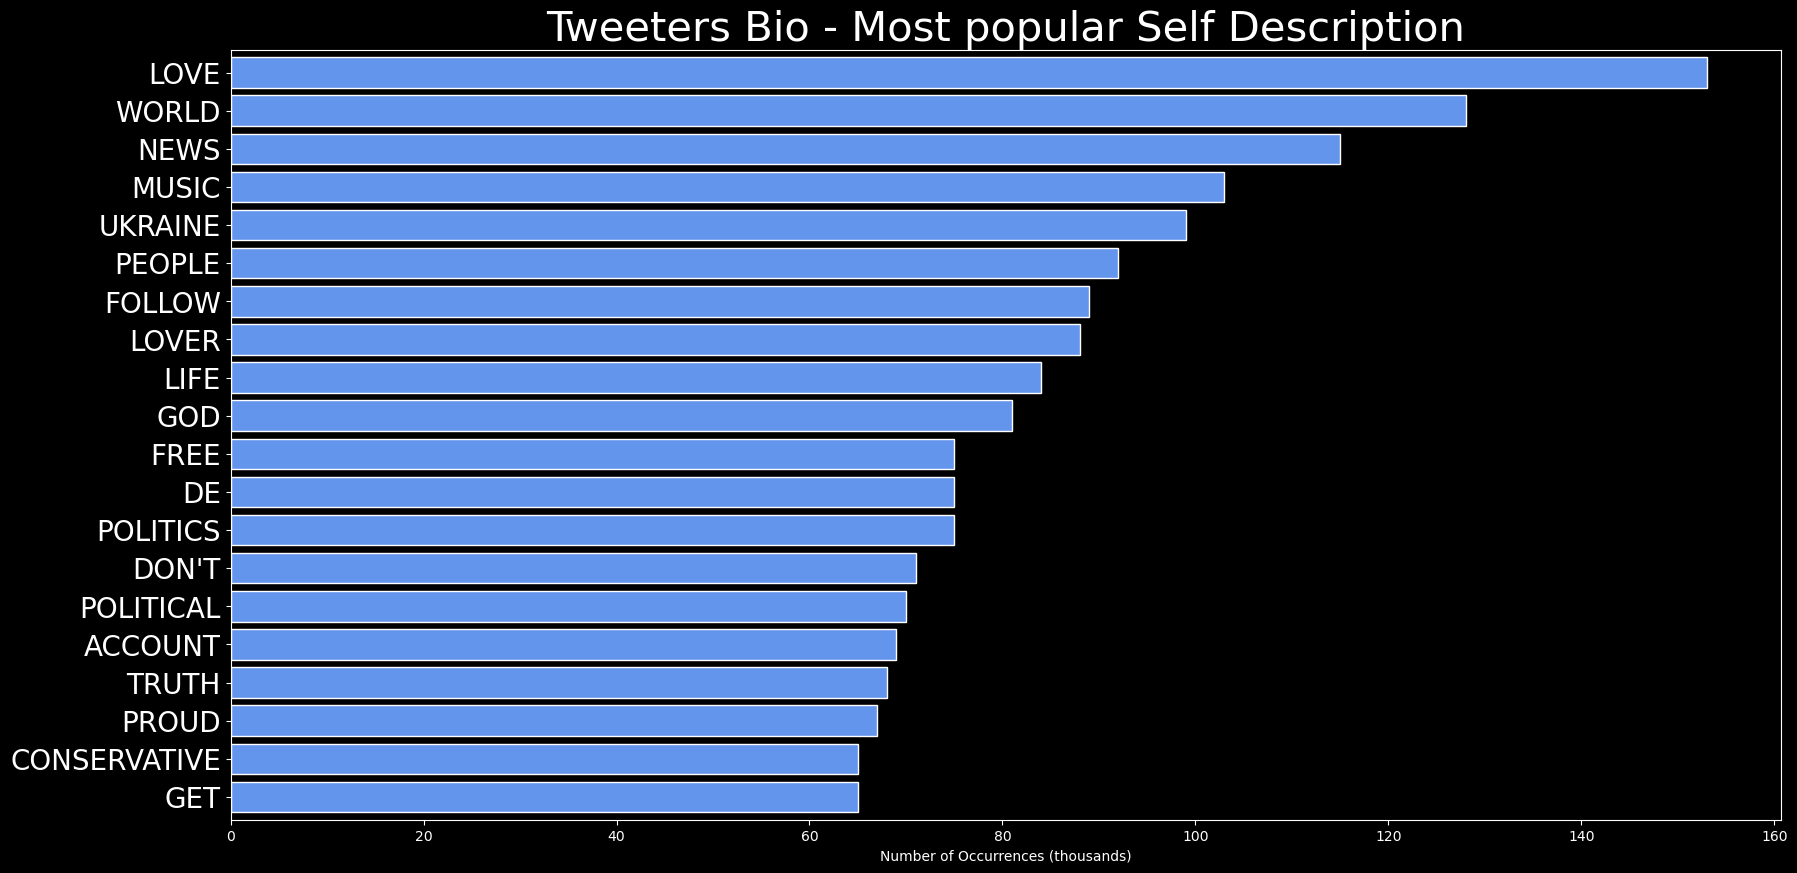 Tweeters Bio - Most popular Self Description
LOVE
WORLD
NEWS
MUSIC
UKRAINE
PEOPLE
FOLLOW
LOVER
LIFE
GOD
FREE
DE
POLITICS
DON'T
POLITICAL
ACCOUNT
TRUTH
PROUD
CONSERVATIVE
GET
0 20 40 60 80 100 120 140 160
Number of Occurrences (thousands)